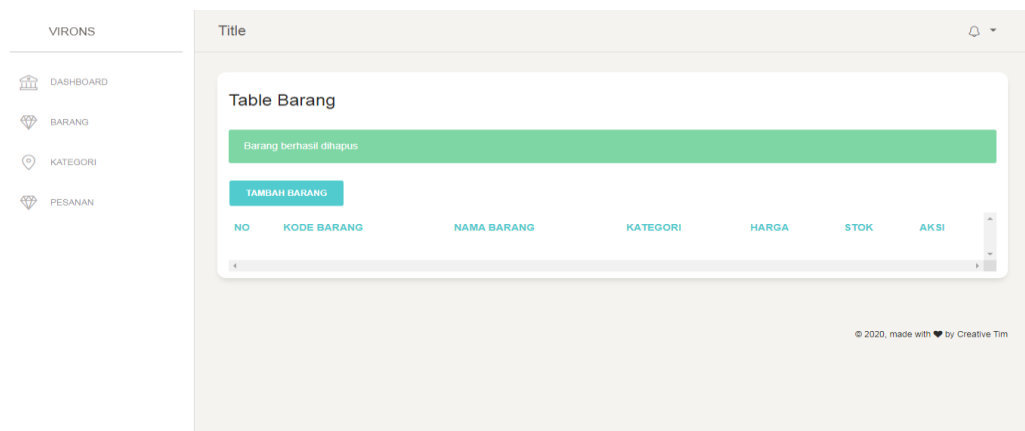 VIRONS
Title
DASHBOARD
BARANG
KATEGORI
PESANAN
Table Barang
Barang berhasil dihapus
TAMBAH BARANG
NO KODE BARANG NAMA BARANG KATEGORI HARGA STOK AKSI
© 2020, made with ❤ by Creative Tim